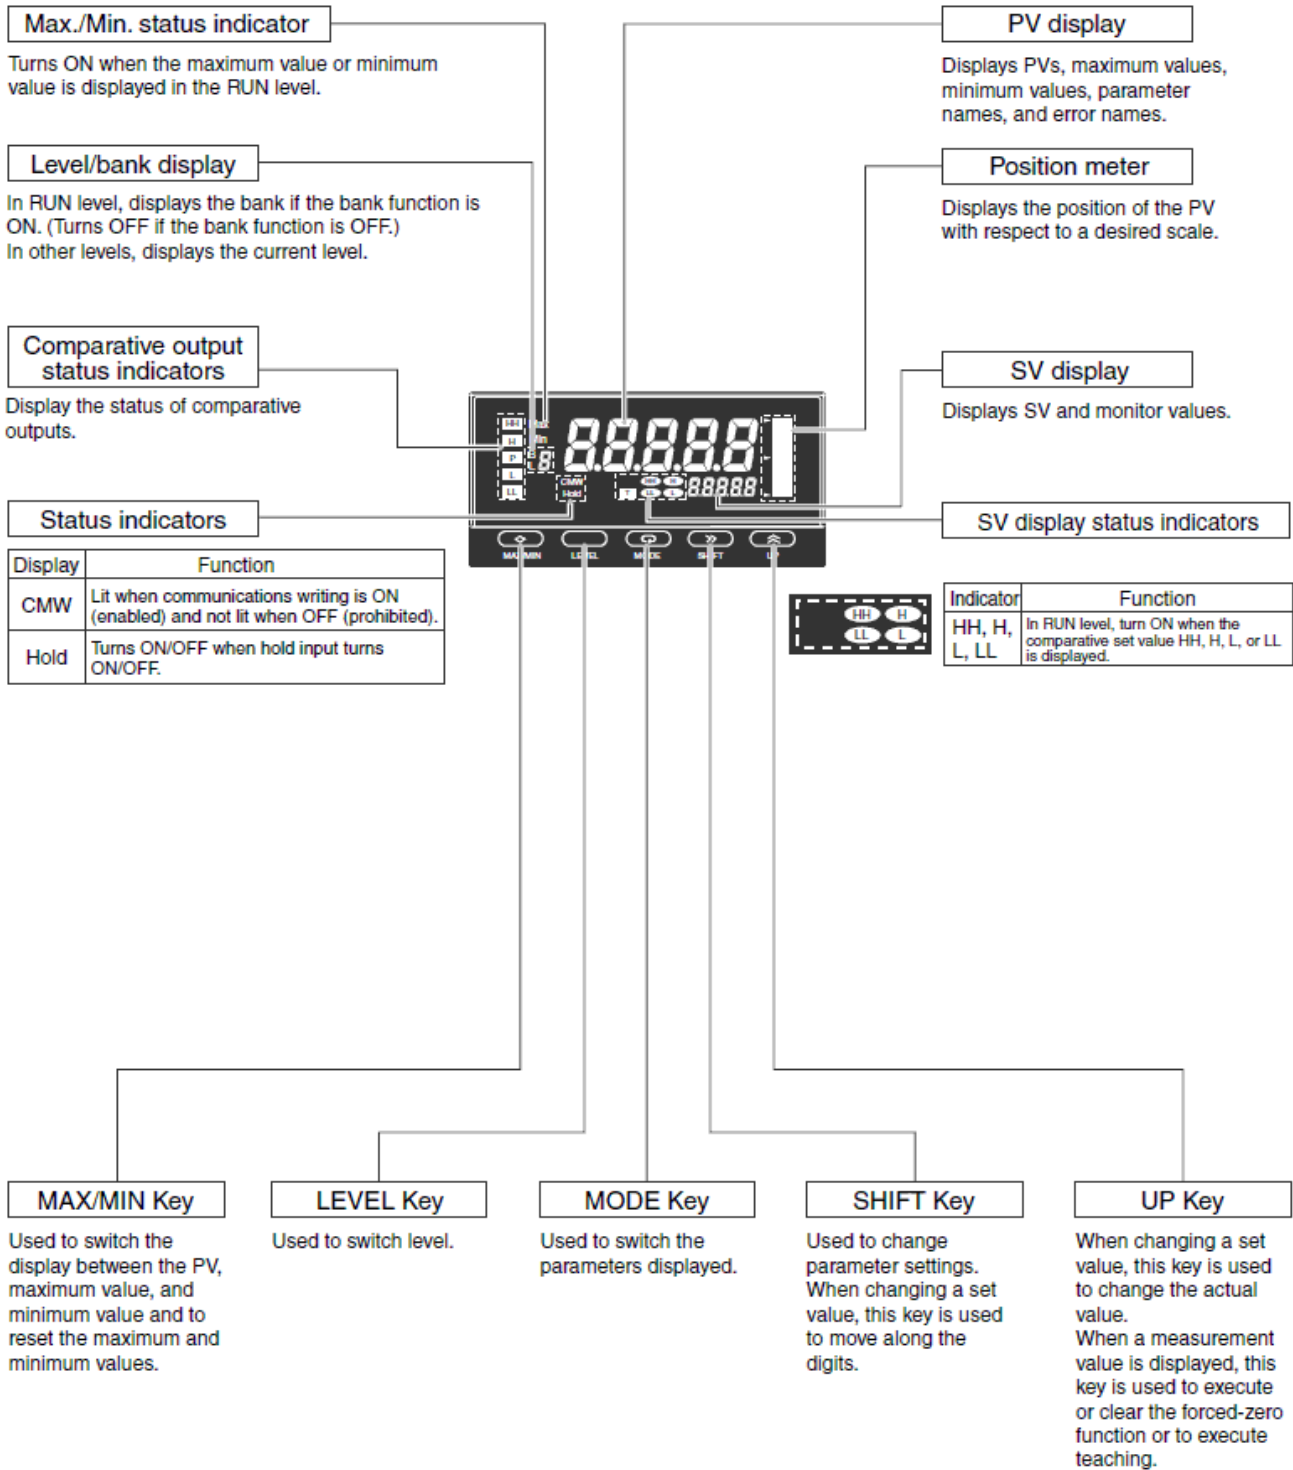 Max./Min. status indicator
Turns ON when the maximum value or minimum
value is displayed in the RUN level.
Level/bank display
In RUN level, displays the bank if the bank function is
ON. (Turns OFF if the bank function is OFF.)
In other levels, displays the current level.
Comparative output
status indicators
Display the status of comparative
outputs.
Status indicators
Display Function
CMW Lit when communications writing is ON
(enabled) and not lit when OFF (prohibited).
Hold Turns ON/OFF when hold input turns
ON/OFF.
PV display
Displays PVs, maximum values,
minimum values, parameter
names, and error names.
Position meter
Displays the position of the PV
with respect to a desired scale.
SV display
Displays SV and monitor values.
SV display status indicators
Indicator Function
HH, H,
L, LL
In RUN level, turn ON when the
comparative set value HH, H, L, or LL
is displayed.
HH H
LL L
HH Max
H Min
P
L
LL
8
88888
CMW
Hold
T
HH H
LL L
88888
MAX/MIN LEVEL MODE SHIFT UP
MAX/MIN Key
Used to switch the
display between the PV,
maximum value, and
minimum value and to
reset the maximum and
minimum values.
LEVEL Key
Used to switch level.
MODE Key
Used to switch the
parameters displayed.
SHIFT Key
Used to change
parameter settings.
When changing a set
value, this key is used
to move along the
digits.
UP Key
When changing a set
value, this key is used
to change the actual
value.
When a measurement
value is displayed, this
key is used to execute
or clear the forced-zero
function or to execute
teaching.